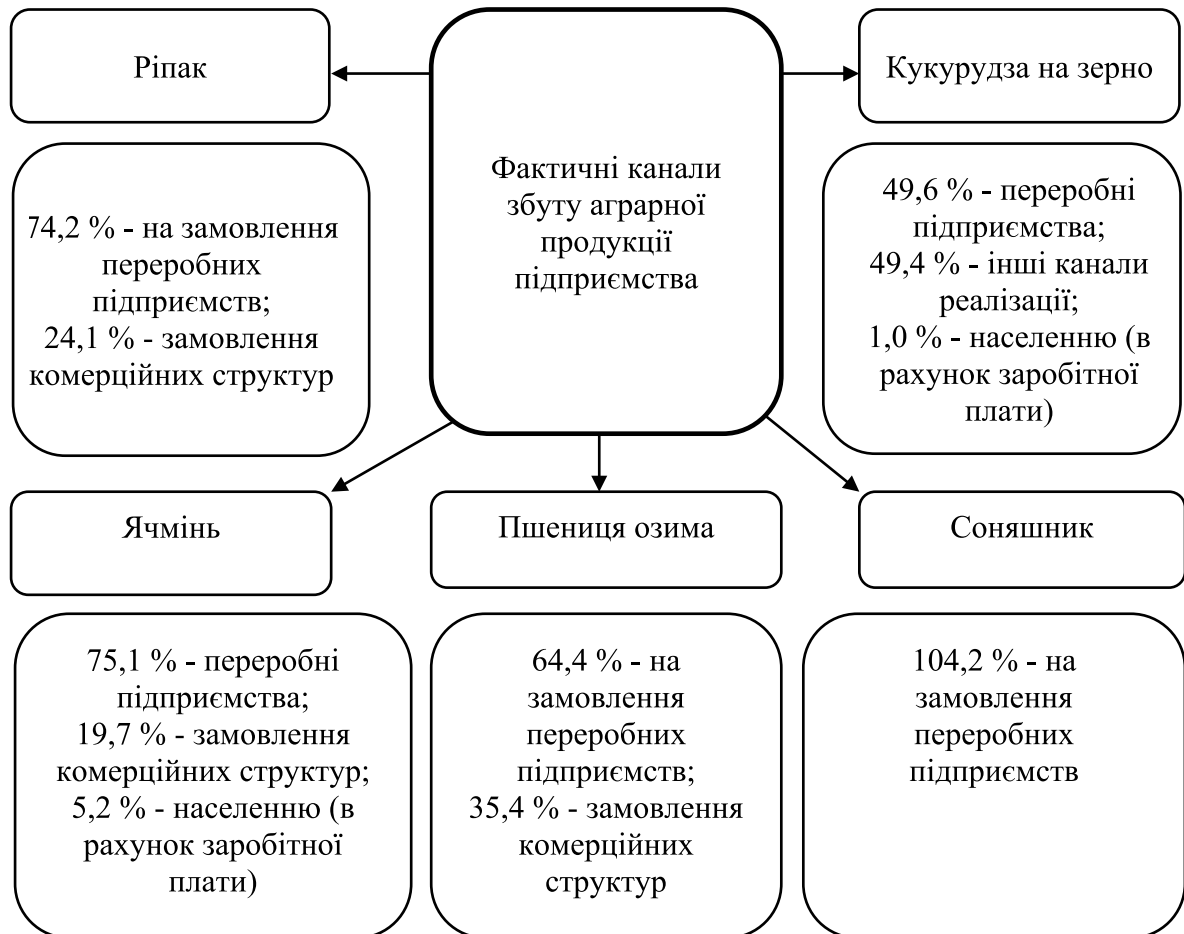 Ріпак
Фактичні канали
збуту аграрної
продукції
підприємства
Кукурудза на зерно
74,2 % - на замовлення
переробних
підприємств;
24,1 % - замовлення
комерційних структур
49,6 % - переробні
підприємства;
49,4 % - інші канали
реалізації;
1,0 % - населенню (в
рахунок заробітної
плати)
Ячмінь
Пшениця озима
Соняшник
75,1 % - переробні
підприємства;
19,7 % - замовлення
комерційних структур;
5,2 % - населенню (в
рахунок заробітної
плати)
64,4 % - на
замовлення
переробних
підприємств;
35,4 % - замовлення
комерційних
структур
104,2 % - на
замовлення
переробних
підприємств